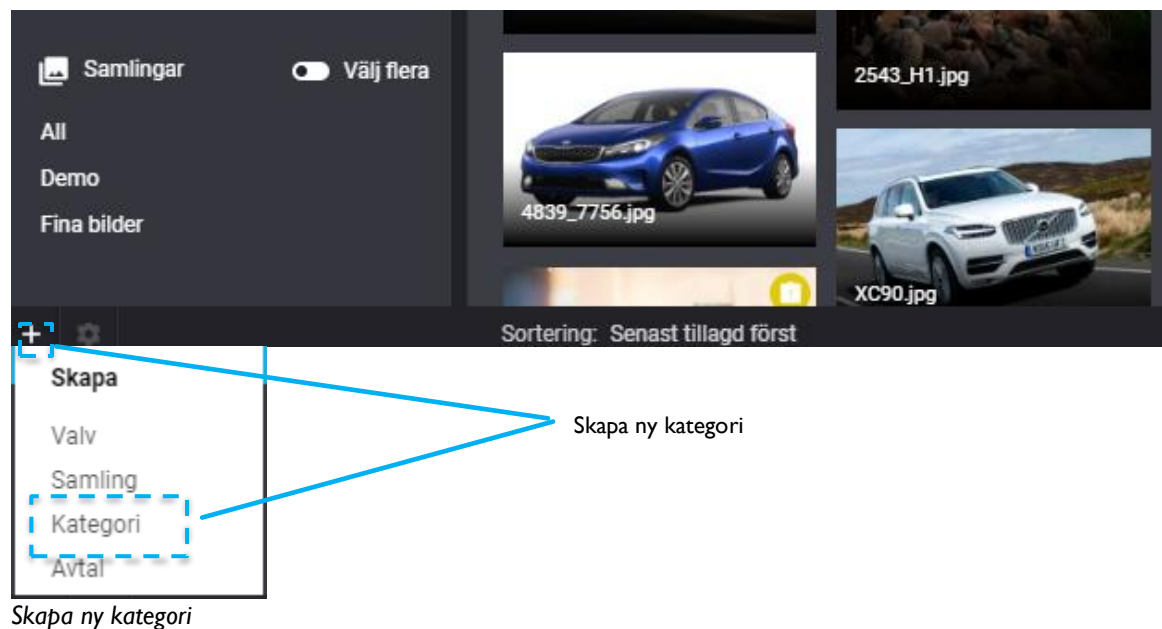 Samlingar
Välj flera
All
Demo
Fina bilder
4839_7756.jpg
2543_H1.jpg
XC90.jpg
Sortering: Senast tillagd först
Skapa
Valv
Samling
Kategori
Avtal
Skapa ny kategori
Skapa ny kategori